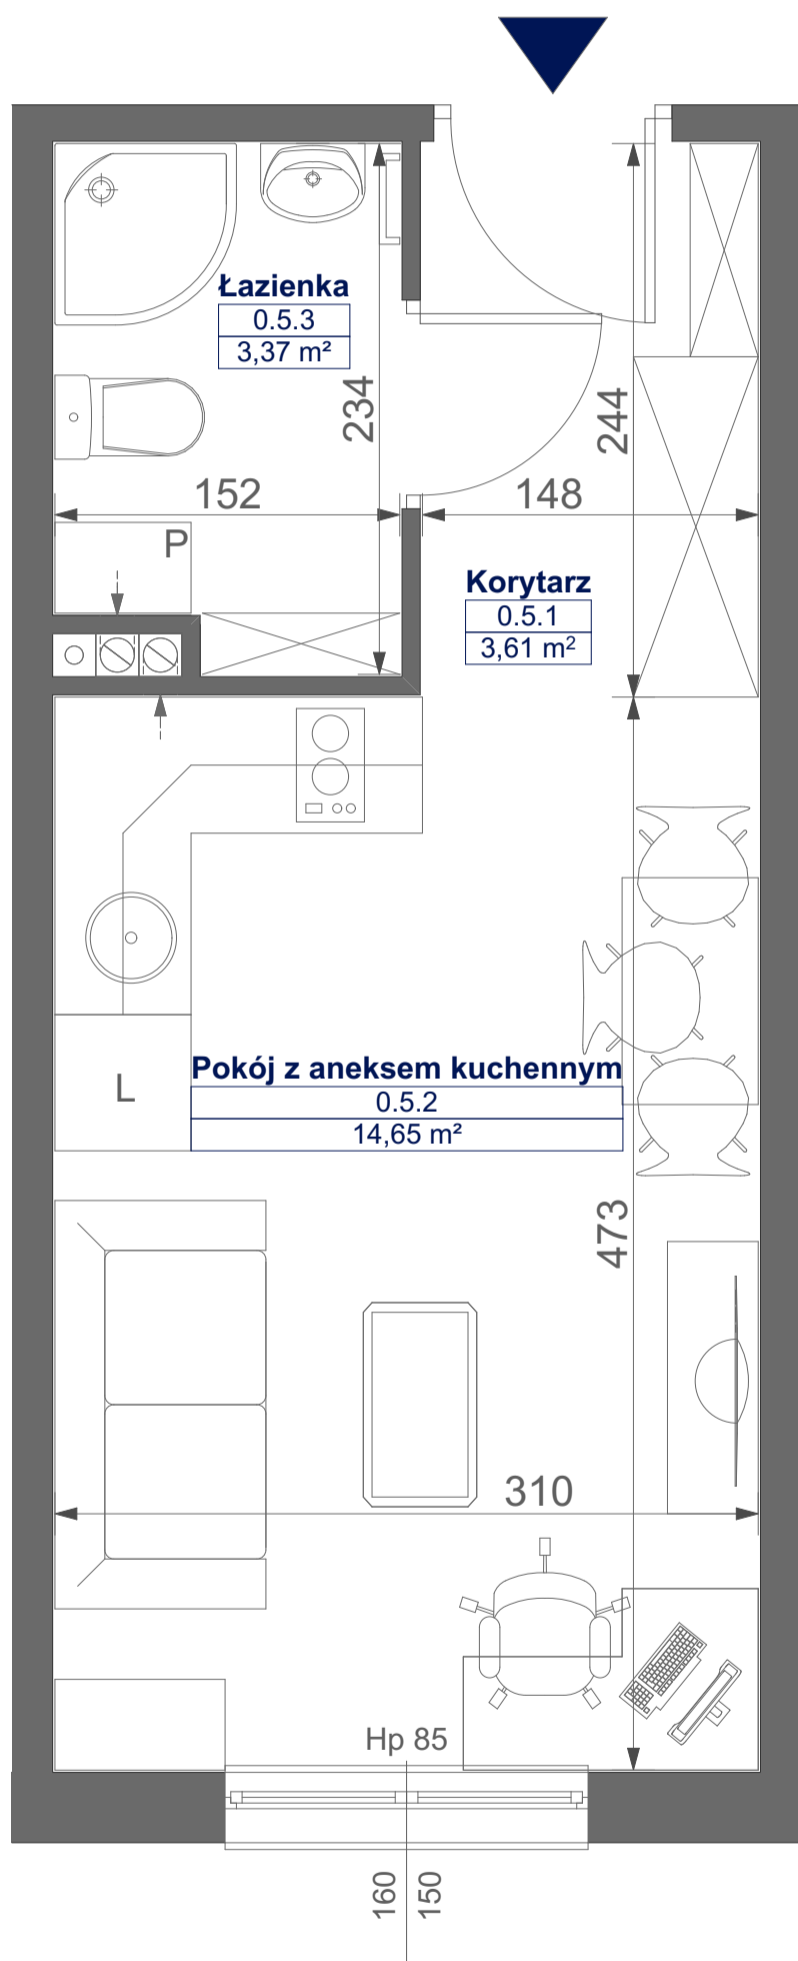 Łazienka
0.5.3
3,37 m²
234
244
152
148
P
Korytarz
0.5.1
3,61 m²
L
Pokój z aneksem kuchennym
0.5.2
14,65 m²
473
310
Hp 85
160
150